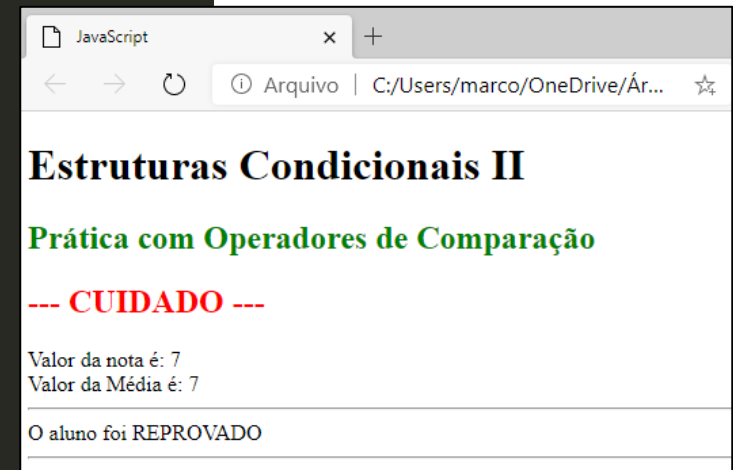 JavaScript
Arquivo | C:/Users/marco/OneDrive/Ár...
Estruturas Condicionais II
Prática com Operadores de Comparação
--- CUIDADO ---
Valor da nota é: 7
Valor da Média é: 7
O aluno foi REPROVADO